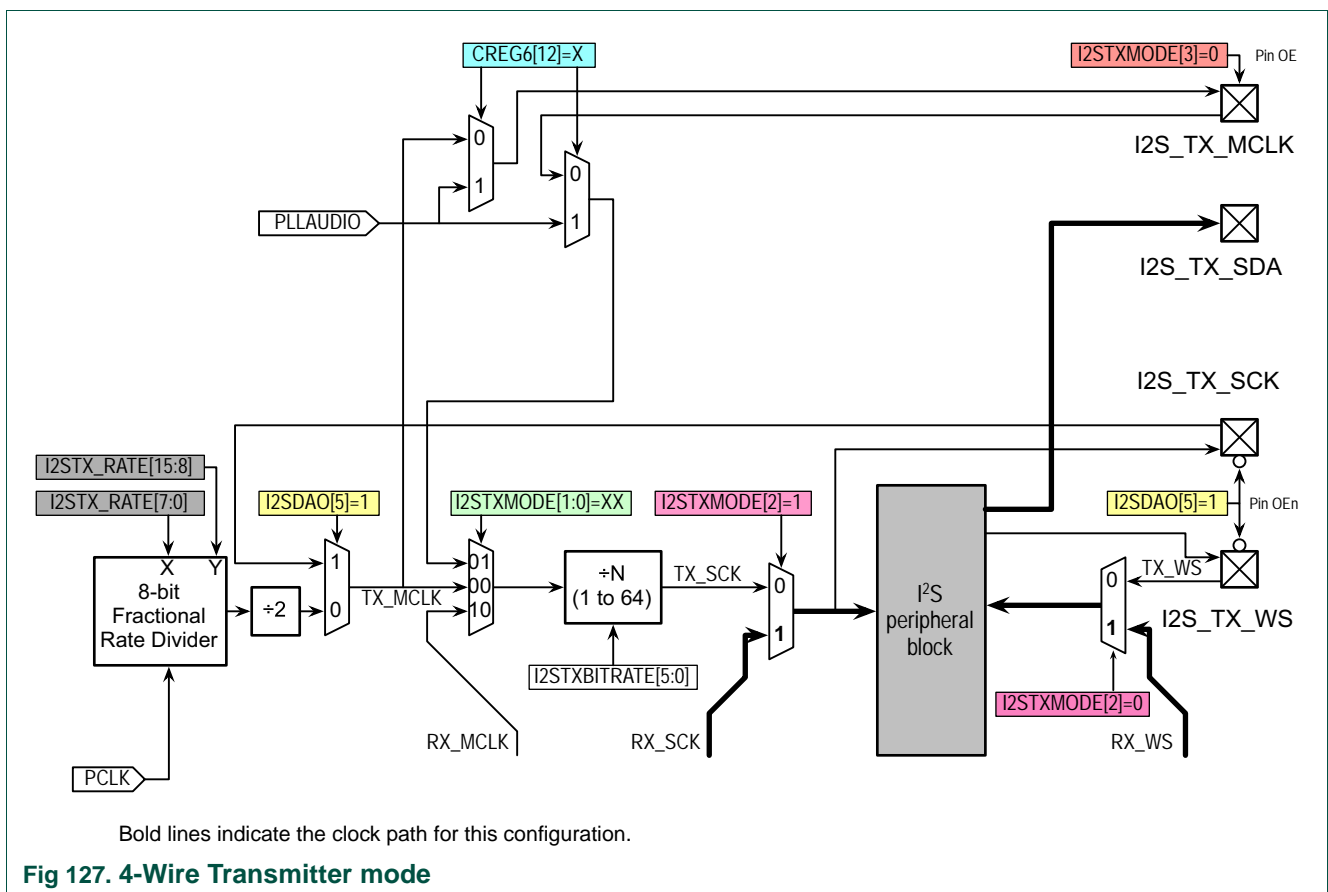 CREG6[12]=X
I2STXMODE[3]=0
Pin OE
0
1
I2S_TX_MCLK
0
1
PLLAUDIO
I2S_TX_SDA
I2S_TX_SCK
I2STX_RATE[15:8]
I2STX_RATE[7:0]
I2SDAO[5]=1
I2STXMODE[1:0]=XX
I2STXMODE[2]=1
I2SDAO[5]=1
Pin OEn
X
Y
8-bit
Fractional
Rate Divider
÷2
1
0
TX_MCLK
01
00
10
÷N
(1 to 64)
TX_SCK
0
1
I²S
peripheral
block
TX_WS
0
1
I2S_TX_WS
I2STXBITRATE[5:0]
I2STXMODE[2]=0
RX_MCLK
RX_SCK
RX_WS
PCLK
Bold lines indicate the clock path for this configuration.
Fig 127. 4-Wire Transmitter mode